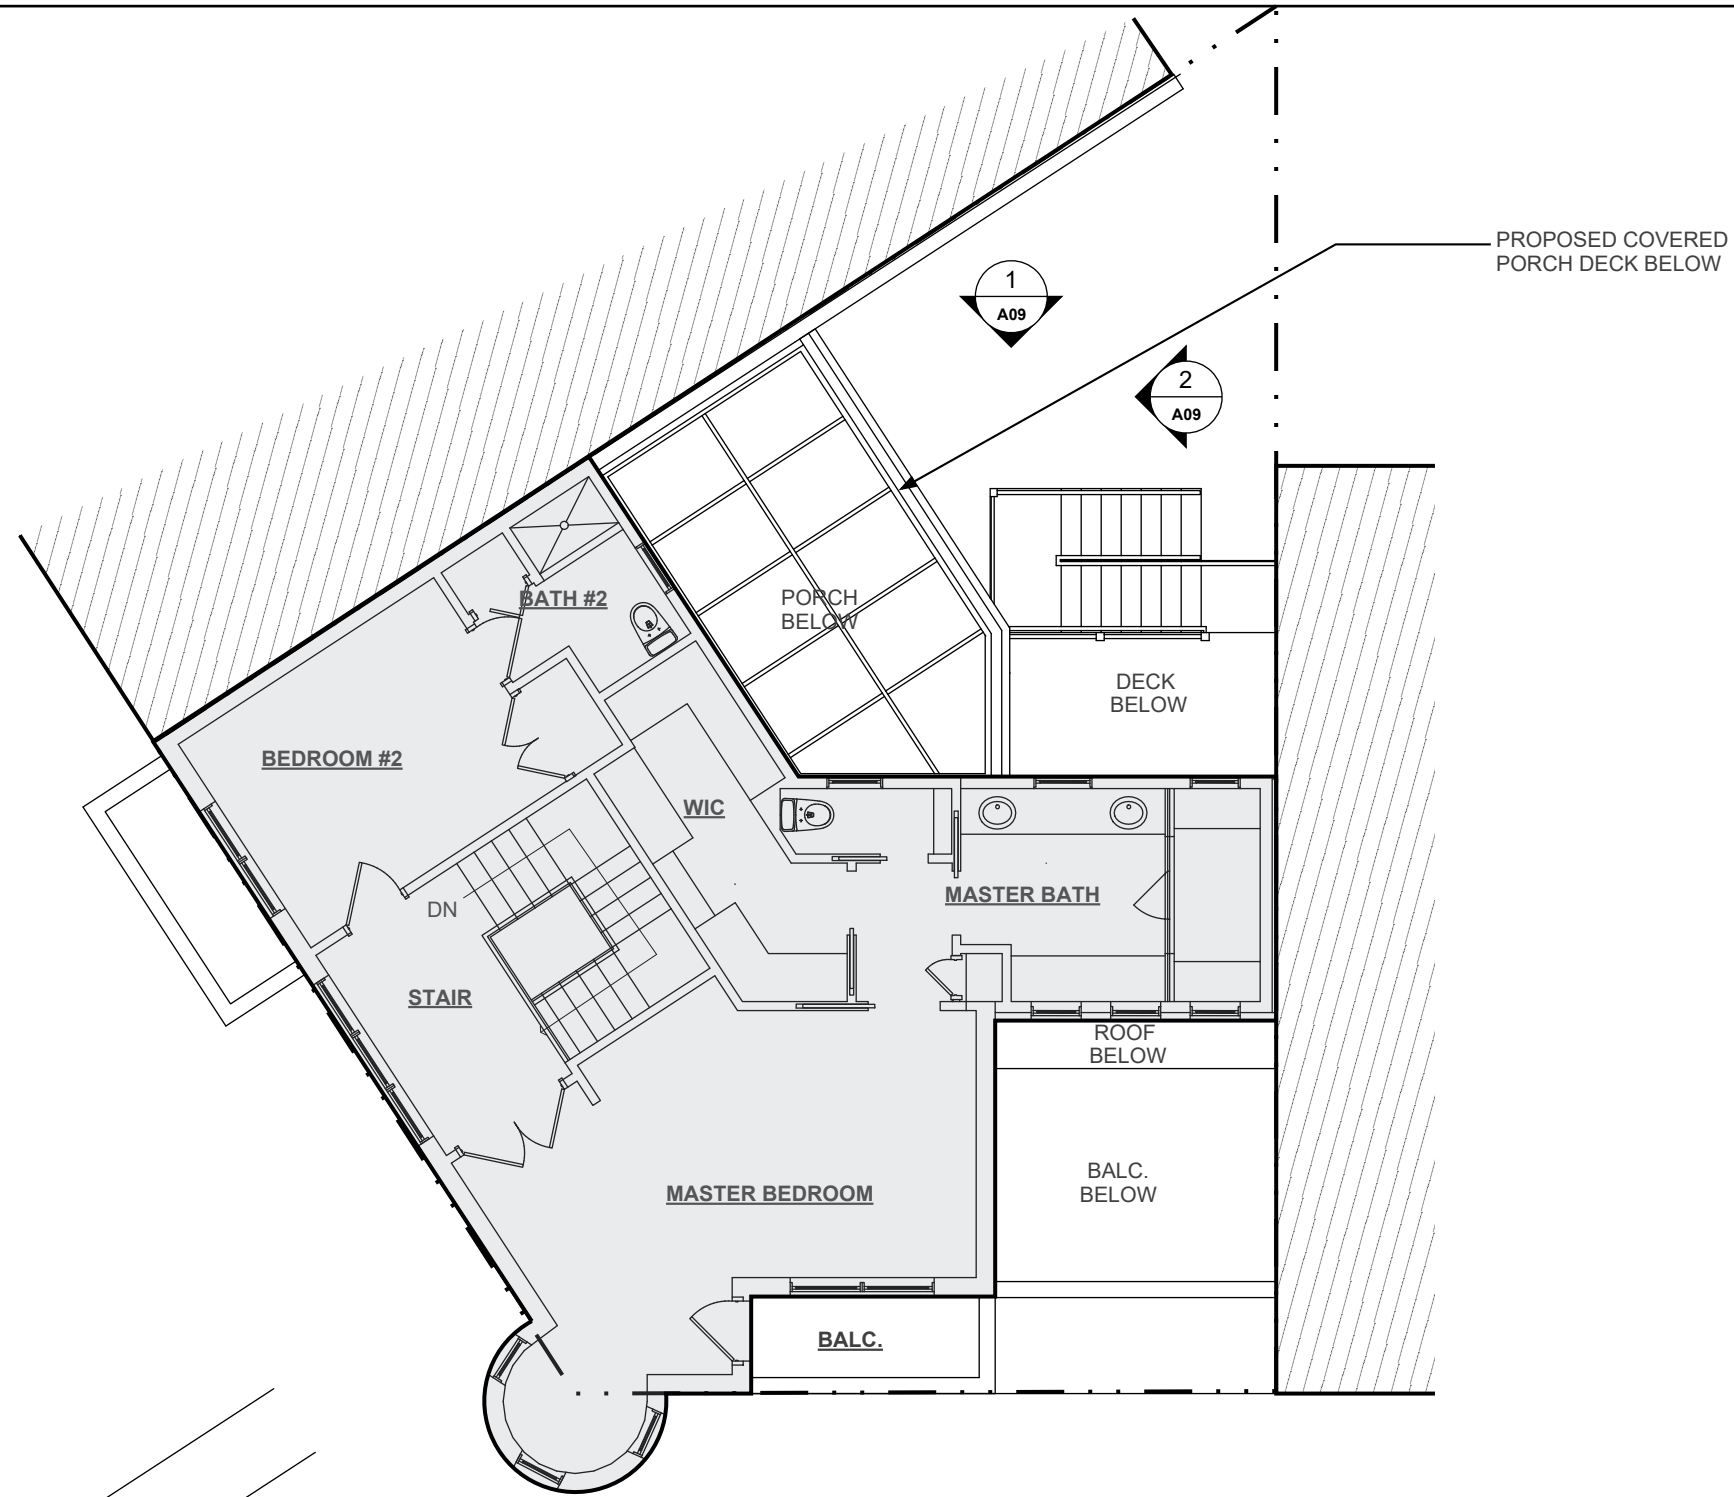 PROPOSED COVERED
PORCH DECK BELOW
1
A09
2
A09
BATH #2
PORCH
BELOW
DECK
BELOW
BEDROOM #2
WIC
MASTER BATH
DN
STAIR
ROOF
BELOW
BALC.
BELOW
MASTER BEDROOM
BALC.